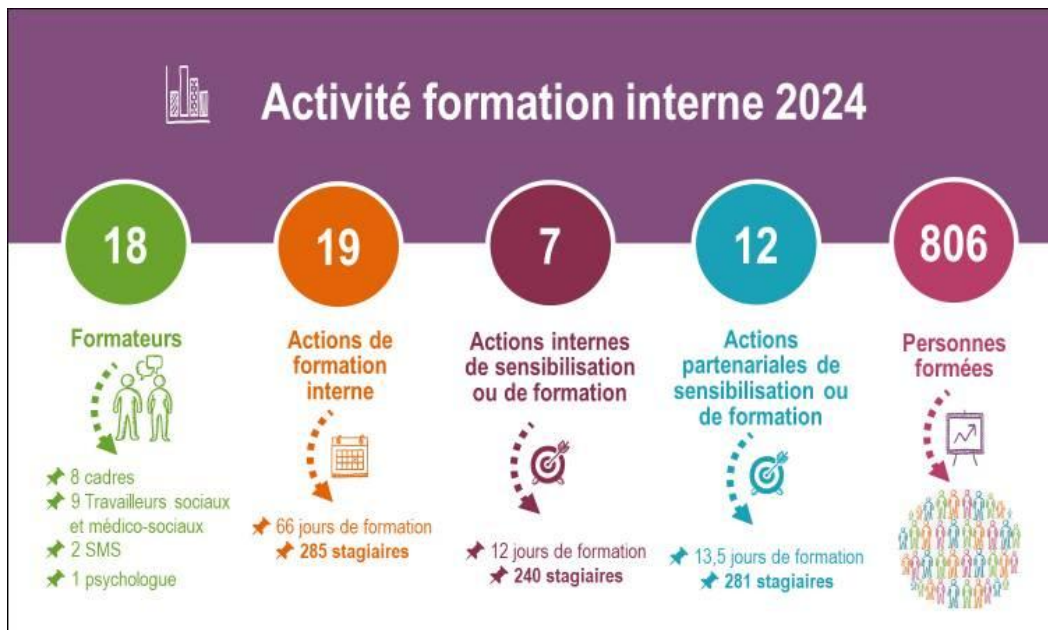 Activité formation interne 2024
18
Formateurs
8 cadres
9 Travailleurs sociaux
et médico-sociaux
2 SMS
1 psychologue
19
Actions de
formation
interne
66 jours de formation
285 stagiaires
7
Actions internes
de sensibilisation
ou de formation
12 jours de formation
240 stagiaires
12
Actions
partenariales de
sensibilisation ou
de formation
13,5 jours de formation
281 stagiaires
806
Personnes
formées